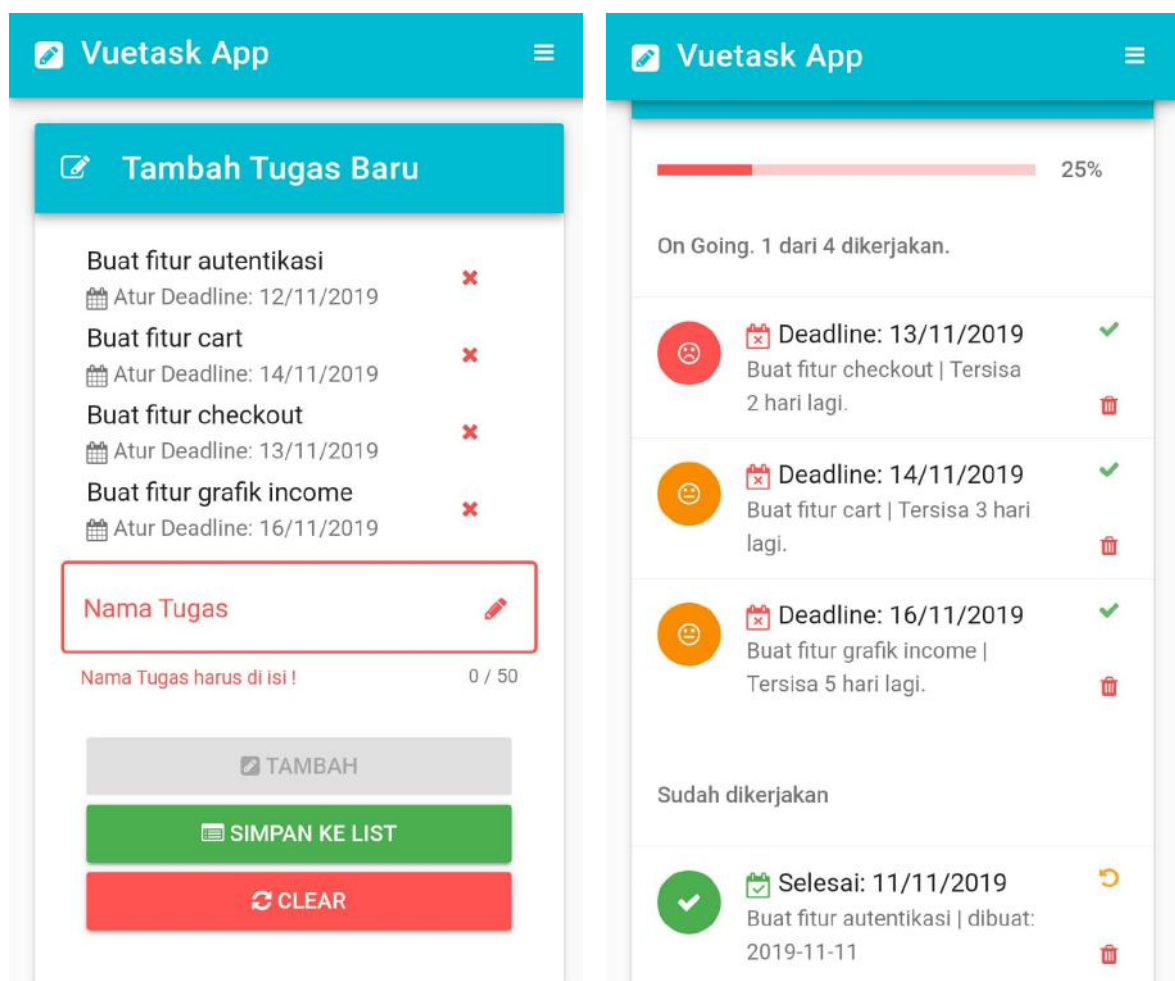 Vuetask App
Tambah Tugas Baru
Buat fitur autentikasi
Atur Deadline: 12/11/2019
Buat fitur cart
Atur Deadline: 14/11/2019
Buat fitur checkout
Atur Deadline: 13/11/2019
Buat fitur grafik income
Atur Deadline: 16/11/2019
Nama Tugas
Nama Tugas harus di isi !
0 / 50
TAMBAH
SIMPAN KE LIST
CLEAR
Vuetask App
25%
On Going. 1 dari 4 dikerjakan.
Deadline: 13/11/2019
Buat fitur checkout | Tersisa
2 hari lagi.
Deadline: 14/11/2019
Buat fitur cart | Tersisa 3 hari
lagi.
Deadline: 16/11/2019
Buat fitur grafik income |
Tersisa 5 hari lagi.
Sudah dikerjakan
Selesai: 11/11/2019
Buat fitur autentikasi | dibuat:
2019-11-11